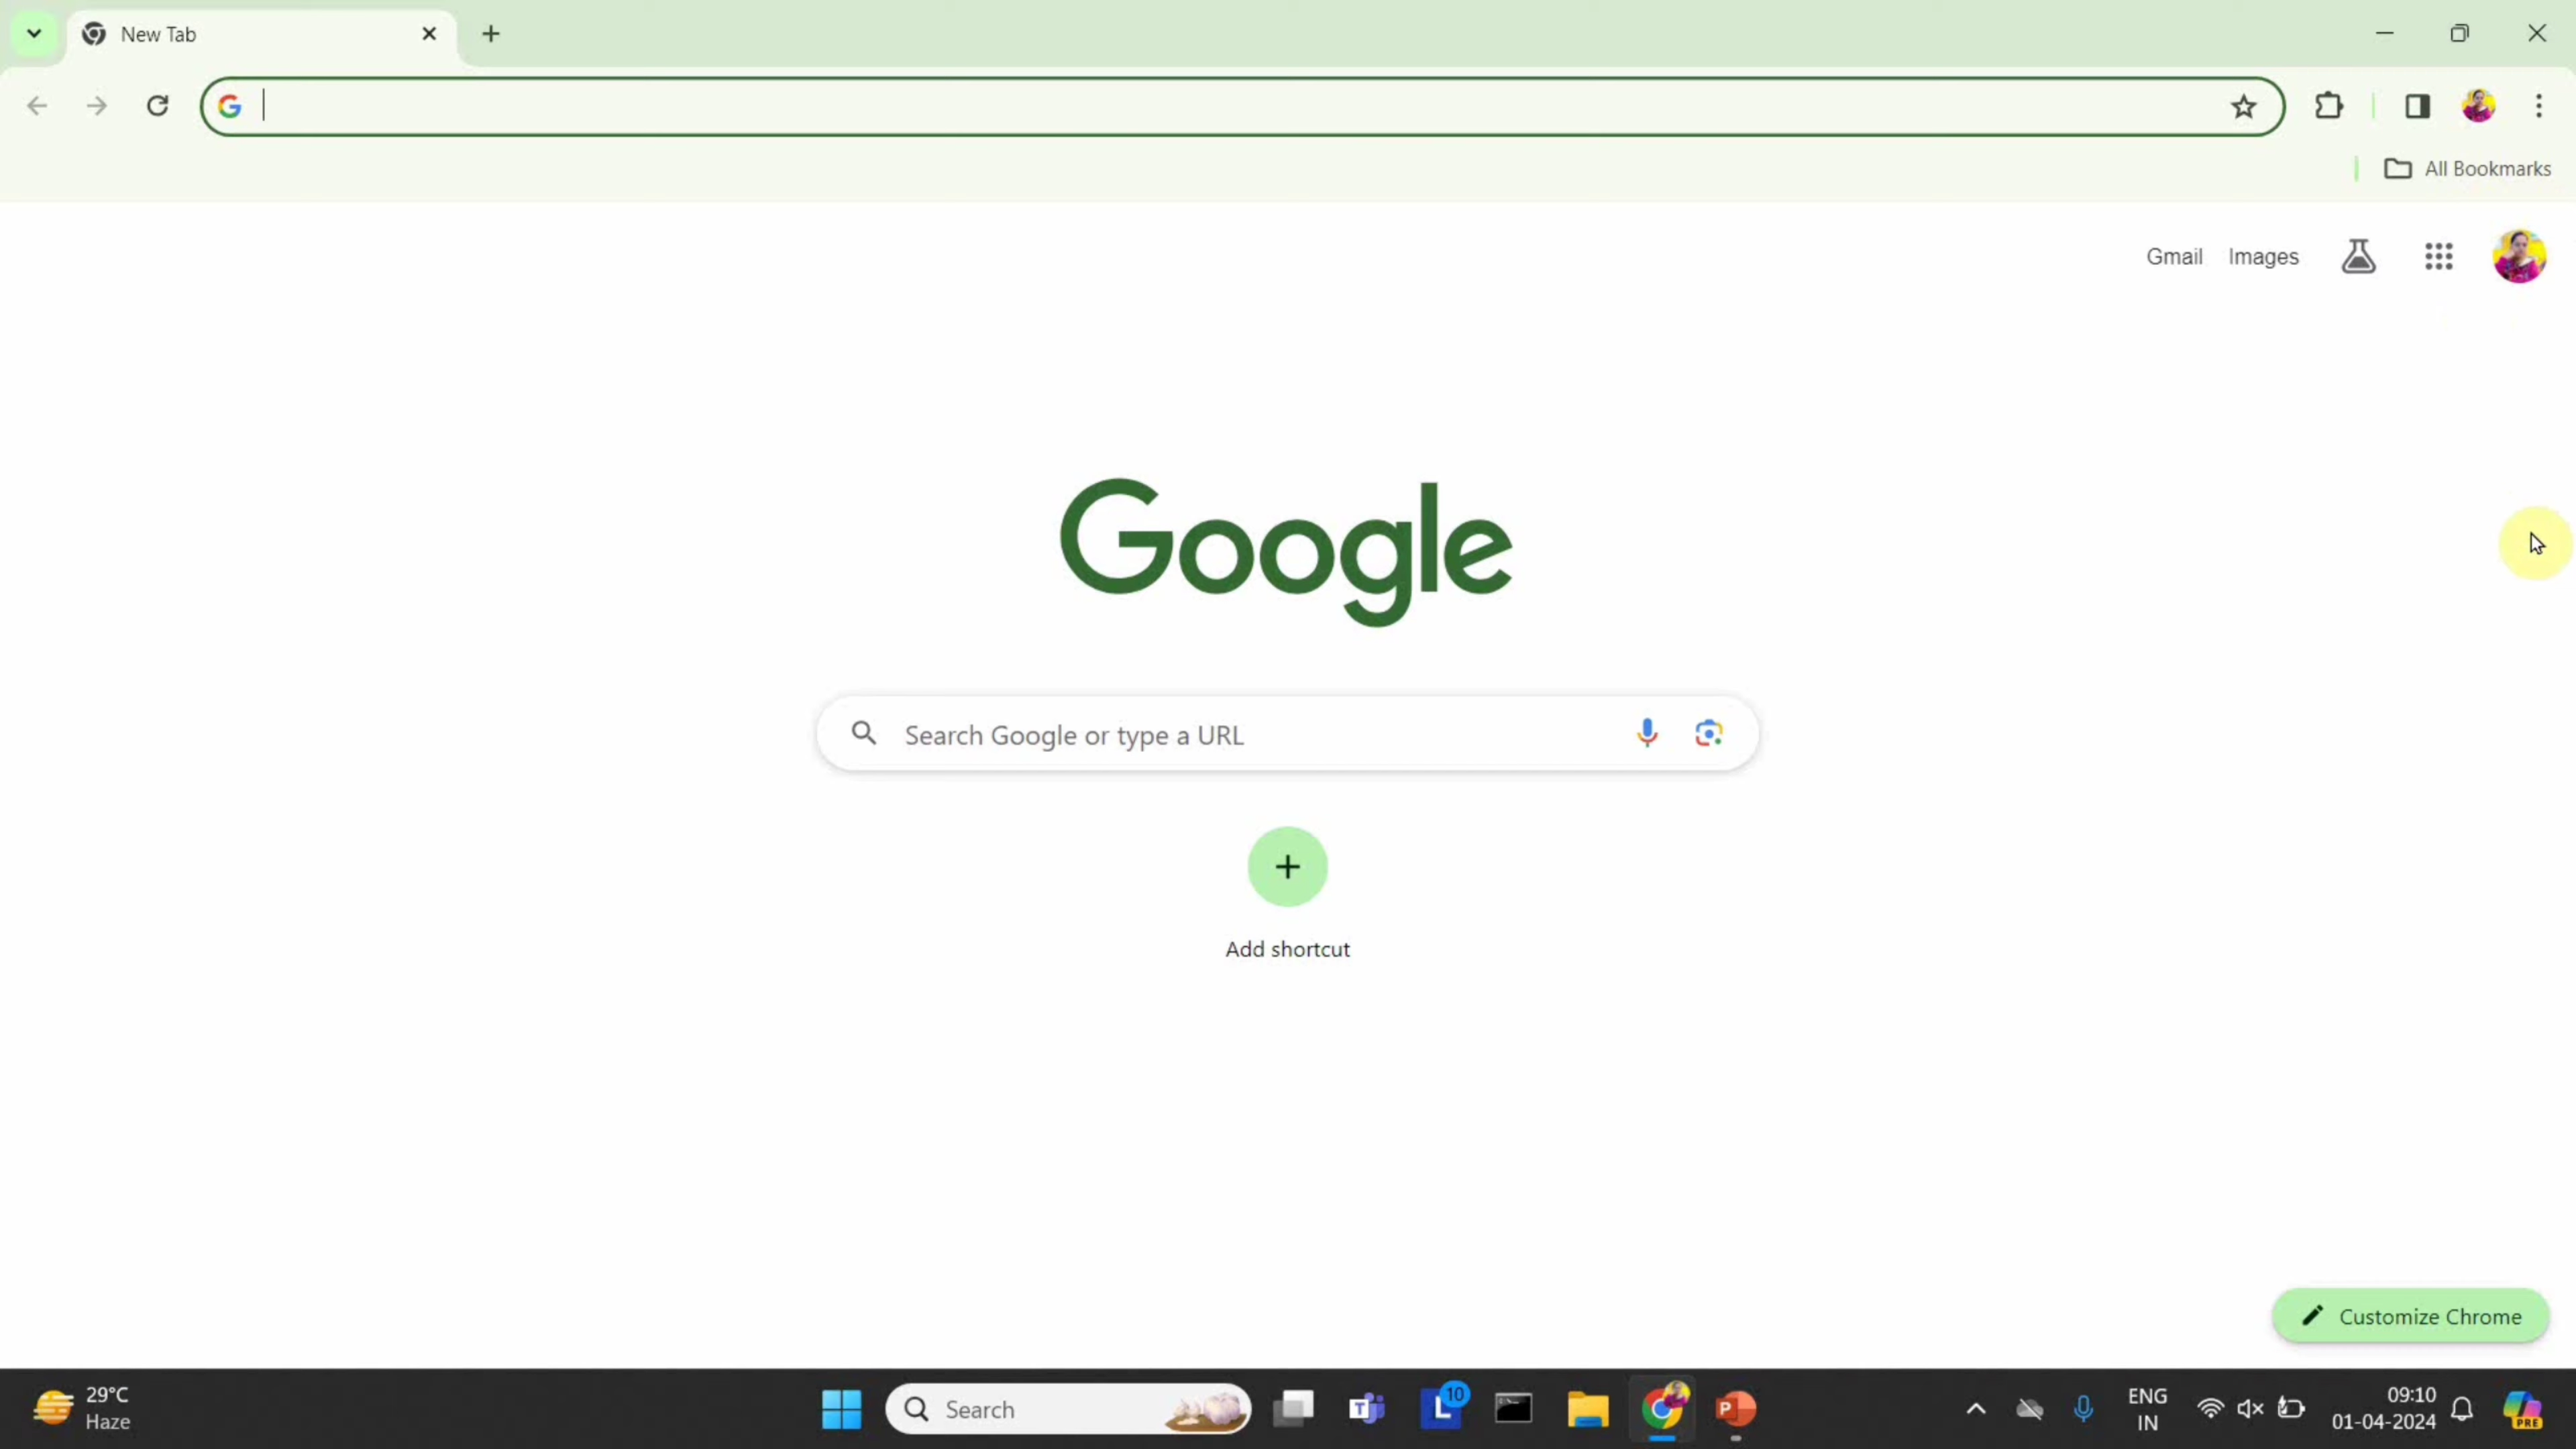 New Tab
All Bookmarks
Gmail Images
Google
Search Google or type a URL
Add shortcut
Customize Chrome
29°C
Haze
Search
10
ENG
IN
09:10
01-04-2024
PRE